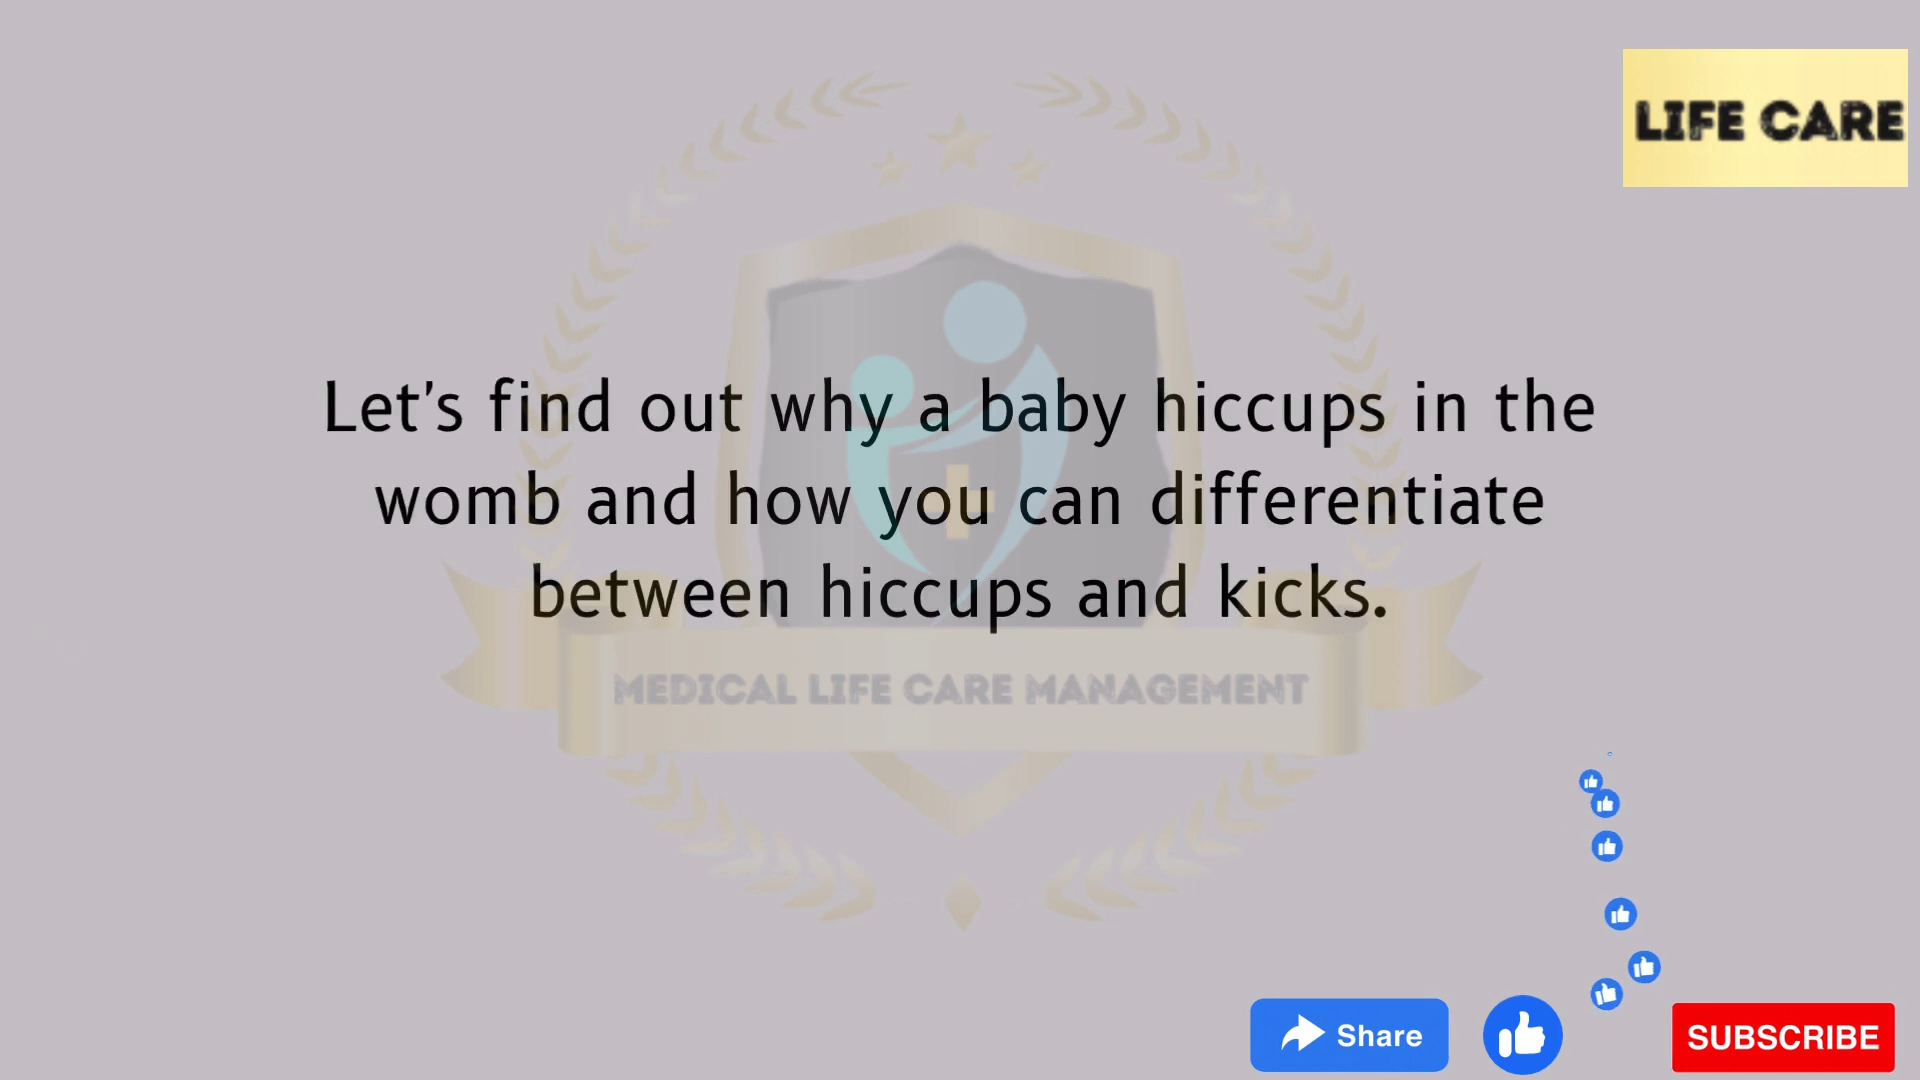 LIFE CARE
Let's find out why a baby hiccups in the
womb and how you can differentiate
between hiccups and kicks.
MEDICAL LIFE CARE MANAGEMENT
Share
SUBSCRIBE